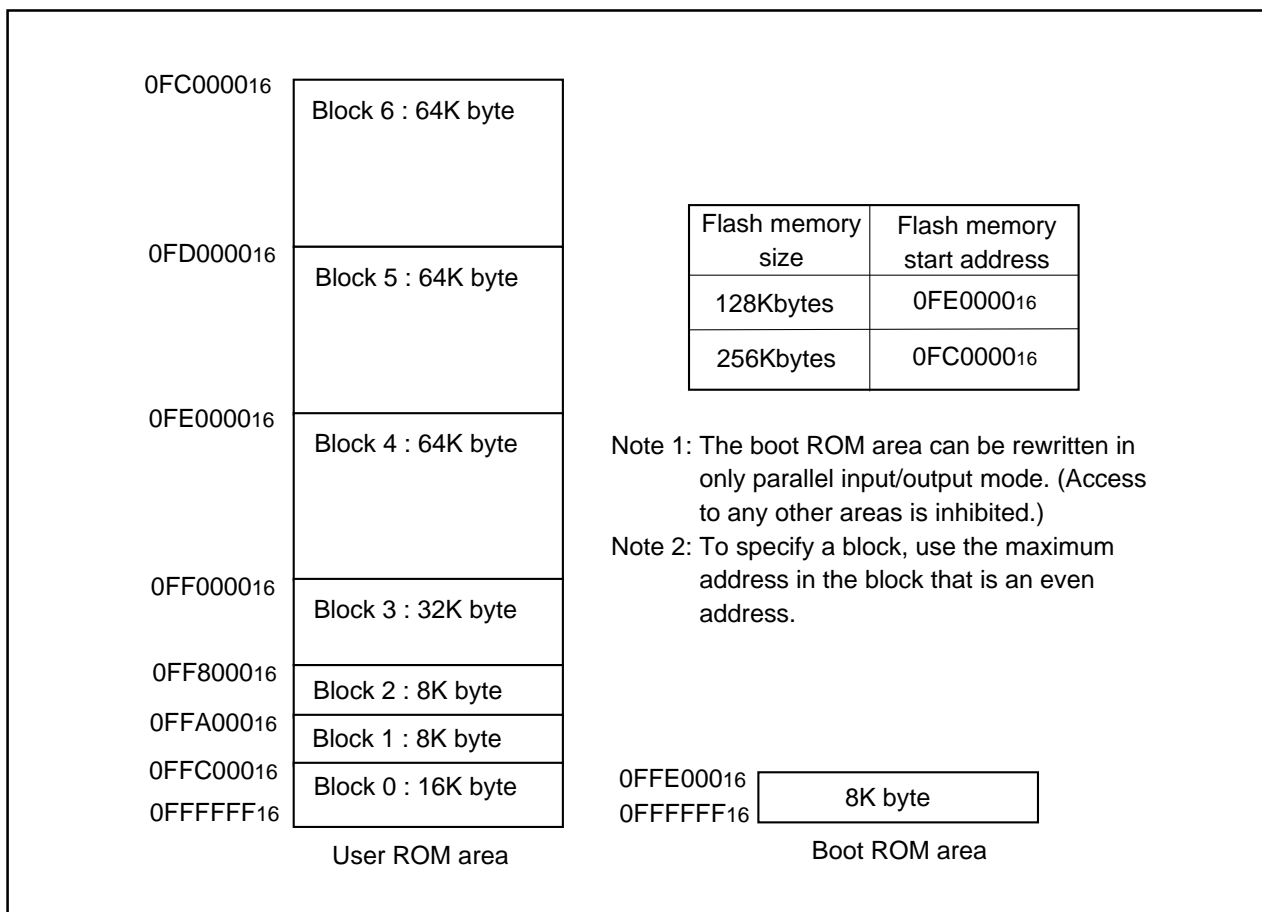 0FC000016
Block 6 : 64K byte
0FD000016
Block 5 : 64K byte
0FE000016
Block 4 : 64K byte
0FF000016
Block 3 : 32K byte
0FF800016
Block 2 : 8K byte
0FFA00016
Block 1 : 8K byte
0FFC00016
Block 0 : 16K byte
0FFFFFF16
User ROM area
Flash memory size
Flash memory start address
128Kbytes 0FE000016
256Kbytes 0FC000016
Note 1: The boot ROM area can be rewritten in
only parallel input/output mode. (Access
to any other areas is inhibited.)
Note 2: To specify a block, use the maximum
address in the block that is an even
address.
0FFE00016
8K byte
0FFFFFF16
Boot ROM area